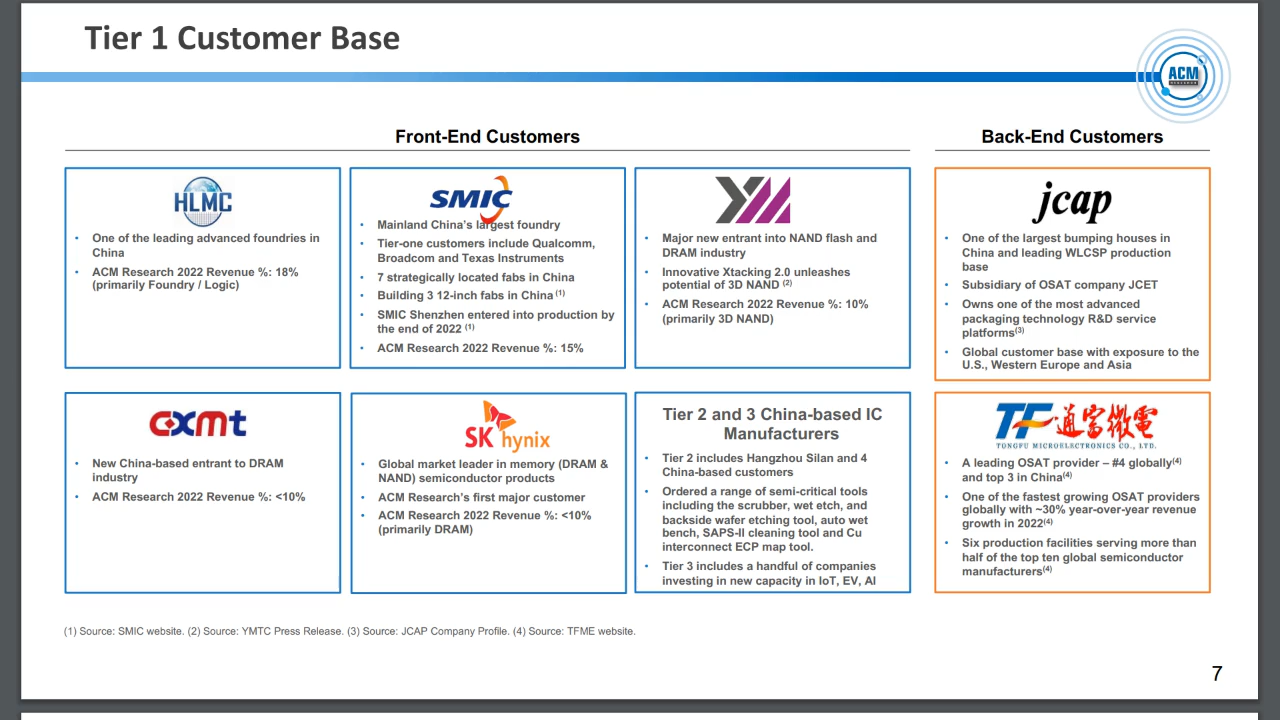 Tier 1 Customer Base
ACM
RESEARCH
Front-End Customers
HLMC
• One of the leading advanced foundries in
China
• ACM Research 2022 Revenue %: 18%
(primarily Foundry / Logic)
SMIC
• Mainland China's largest foundry
• Tier-one customers include Qualcomm,
Broadcom and Texas Instruments
• 7 strategically located fabs in China
• Building 3 12-inch fabs in China (1)
• SMIC Shenzhen entered into production by
the end of 2022 (1)
• ACM Research 2022 Revenue %: 15%
• Major new entrant into NAND flash and
DRAM industry
• Innovative Xtacking 2.0 unleashes
potential of 3D NAND (2)
• ACM Research 2022 Revenue %: 10%
(primarily 3D NAND)
cxmt
• New China-based entrant to DRAM
industry
• ACM Research 2022 Revenue %: <10%
SK hynix
• Global market leader in memory (DRAM &
NAND) semiconductor products
• ACM Research's first major customer
• ACM Research 2022 Revenue %: <10%
(primarily DRAM)
Tier 2 and 3 China-based IC
Manufacturers
• Tier 2 includes Hangzhou Silan and 4
China-based customers
• Ordered a range of semi-critical tools
including the scrubber, wet etch, and
backside wafer etching tool, auto wet
bench, SAPS-II cleaning tool and Cu
interconnect ECP map tool.
• Tier 3 includes a handful of companies
investing in new capacity in IoT, EV, AI
Back-End Customers
jcap
• One of the largest bumping houses in
China and leading WLCSP production
base
• Subsidiary of OSAT company JCET
• Owns one of the most advanced
packaging technology R&D service
platforms(3)
• Global customer base with exposure to the
U.S., Western Europe and Asia
TF 通富微電
TONGFU MICROELECTRONICS CO., LTD.
• A leading OSAT provider – #4 globally(4)
and top 3 in China(4)
• One of the fastest growing OSAT providers
globally with ~30% year-over-year revenue
growth in 2022(4)
• Six production facilities serving more than
half of the top ten global semiconductor
manufacturers(4)
(1) Source: SMIC website. (2) Source: YMTC Press Release. (3) Source: JCAP Company Profile. (4) Source: TFME website.
7